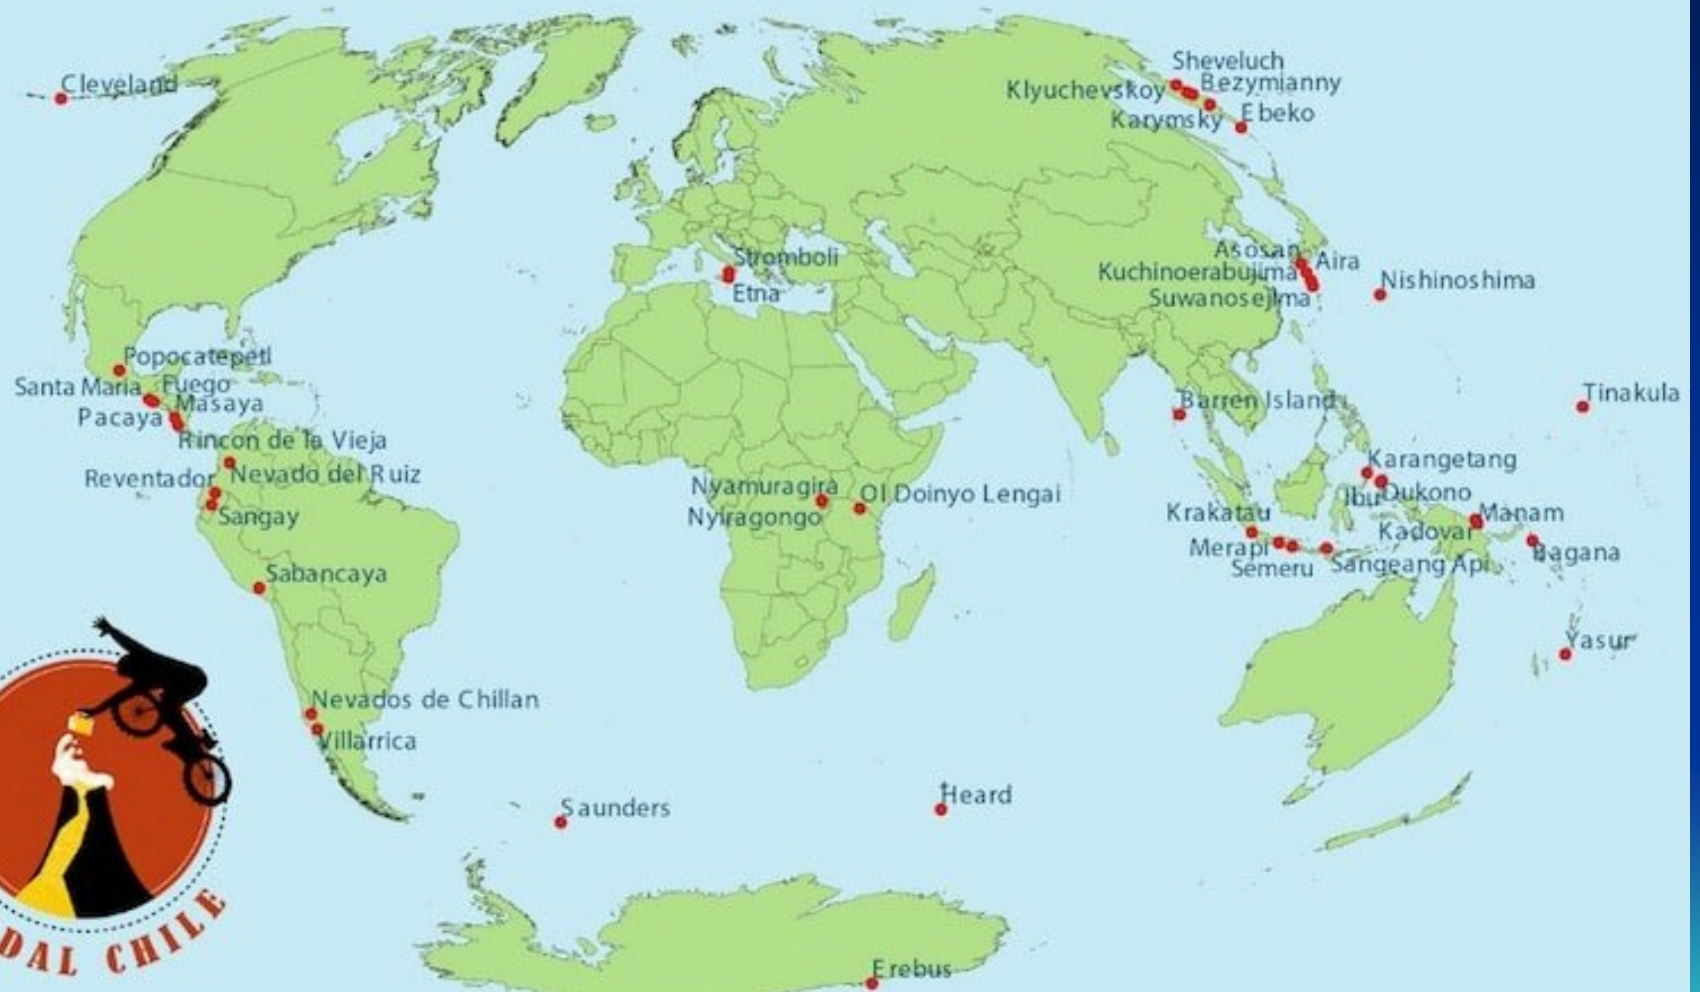 Cleveland
Sheveluch
Klyuchevskoy
Bezymianny
Karymsky
Ebeko
Stromboli
Etna
Asosan
Aira
Kuchinoerabujima
Suwanosejima
Nishinoshima
Popocatepetl
Santa Maria
Fuego
Pacaya
Masaya
Rincon de la Vieja
Reventador
Nevado del Ruiz
Sangay
Sabancaya
Barren Island
Tinakula
Karangetang
Nyamuragira
Ol Doinyo Lengai
Nyiragongo
Ibu
Dukono
Krakatau
Kadovar
Manam
Merapi
Semeru
Sangeang Api
Bagana
Yasur
Nevados de Chillan
Villarrica
Saunders
Heard
DAL CHILE
Erebus